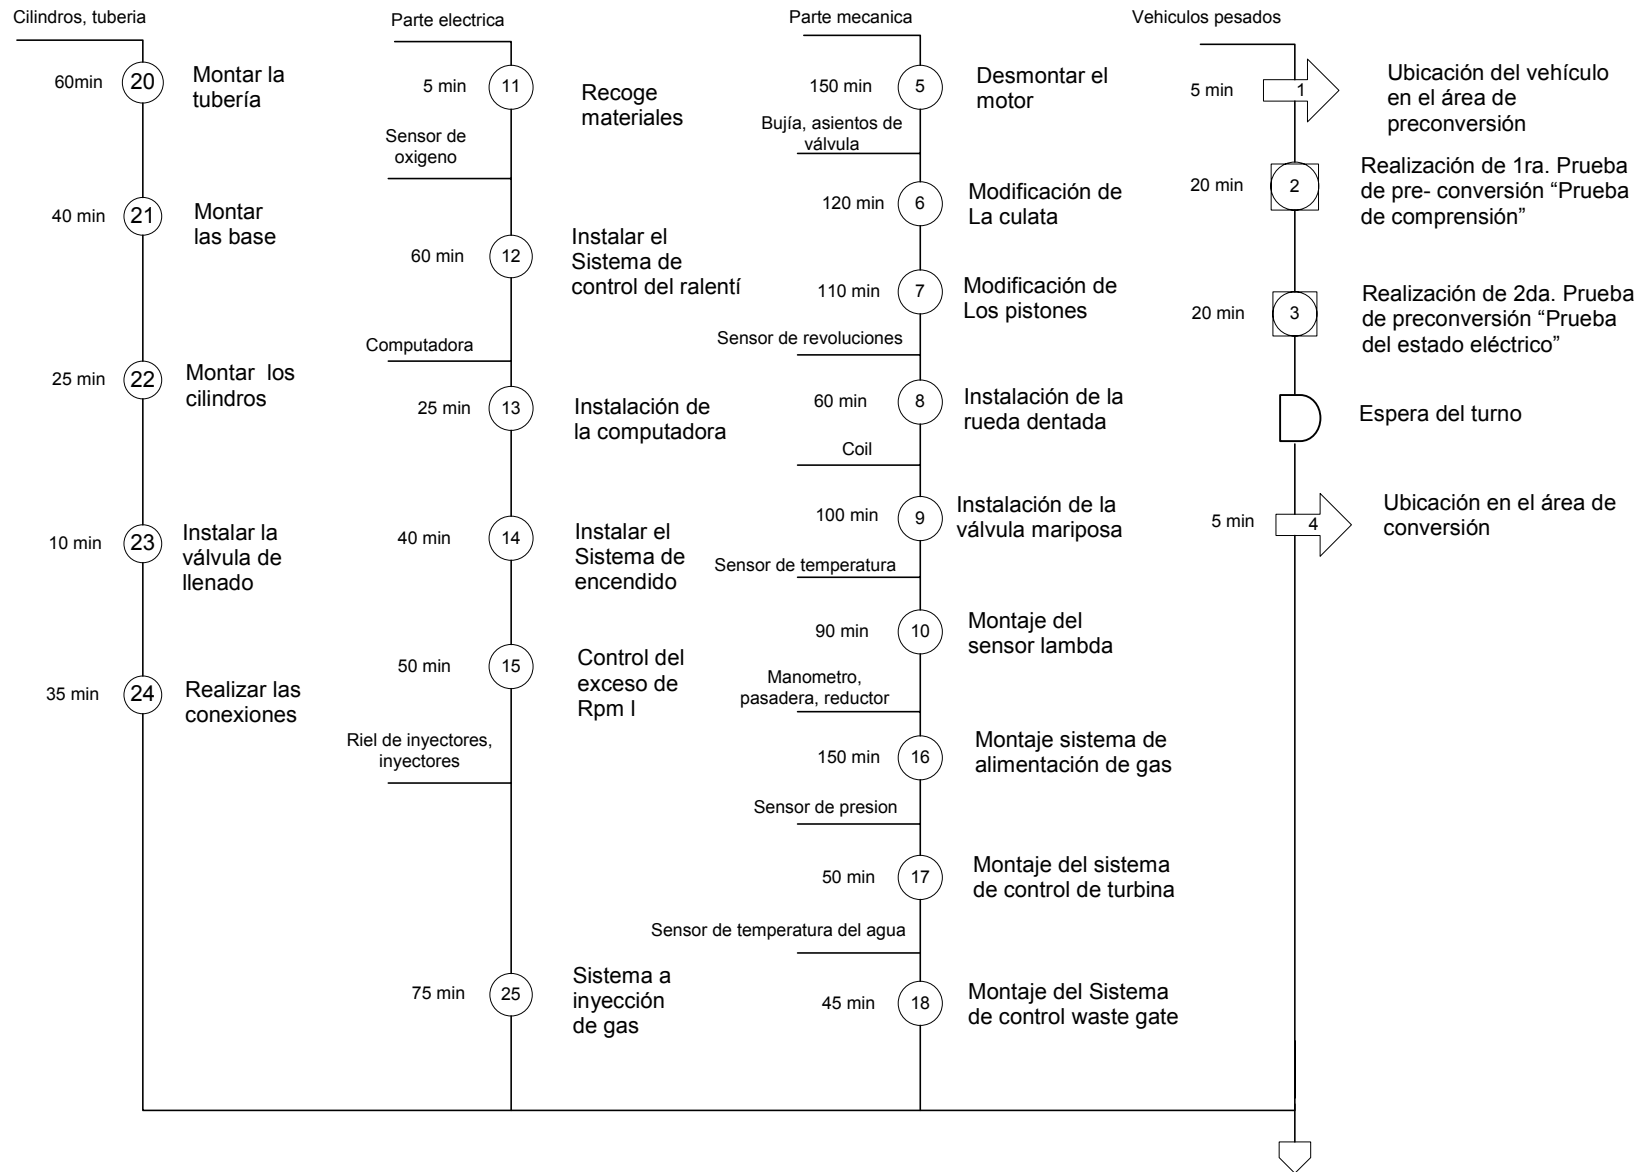 Cilindros, tuberia
60min
20
Montar la
tubería
40 min
21
Montar
las base
25 min
22
Montar  los
cilindros
10 min
23
Instalar la
válvula de
llenado
35 min
24
Realizar las
conexiones
Parte electrica
5 min
11
Recoge
materiales
Sensor de
oxigeno
60 min
12
Instalar el
Sistema de
control del ralentí
Computadora
25 min
13
Instalación de
la computadora
40 min
14
Instalar el
Sistema de
encendido
50 min
15
Control del
exceso de
Rpm l
Riel de inyectores,
inyectores
75 min
25
Sistema a
inyección
de gas
Parte mecanica
150 min
5
Desmontar el
motor
Bujía, asientos de
válvula
120 min
6
Modificación de
La culata
110 min
7
Modificación de
Los pistones
Sensor de revoluciones
60 min
8
Instalación de la
rueda dentada
Coil
100 min
9
Instalación de la
válvula mariposa
Sensor de temperatura
90 min
10
Montaje del
sensor lambda
Manometro,
pasadera, reductor
150 min
16
Montaje sistema de
alimentación de gas
Sensor de presion
50 min
17
Montaje del sistema
de control de turbina
Sensor de temperatura del agua
45 min
18
Montaje del Sistema
de control waste gate
Vehiculos pesados
5 min
1
Ubicación del vehículo
en el área de
preconversión
20 min
2
Realización de 1ra. Prueba
de pre- conversión “Prueba
de comprensión”
20 min
3
Realización de 2da. Prueba
de preconversión “Prueba
del estado eléctrico”
Espera del turno
5 min
4
Ubicación en el área de
conversión